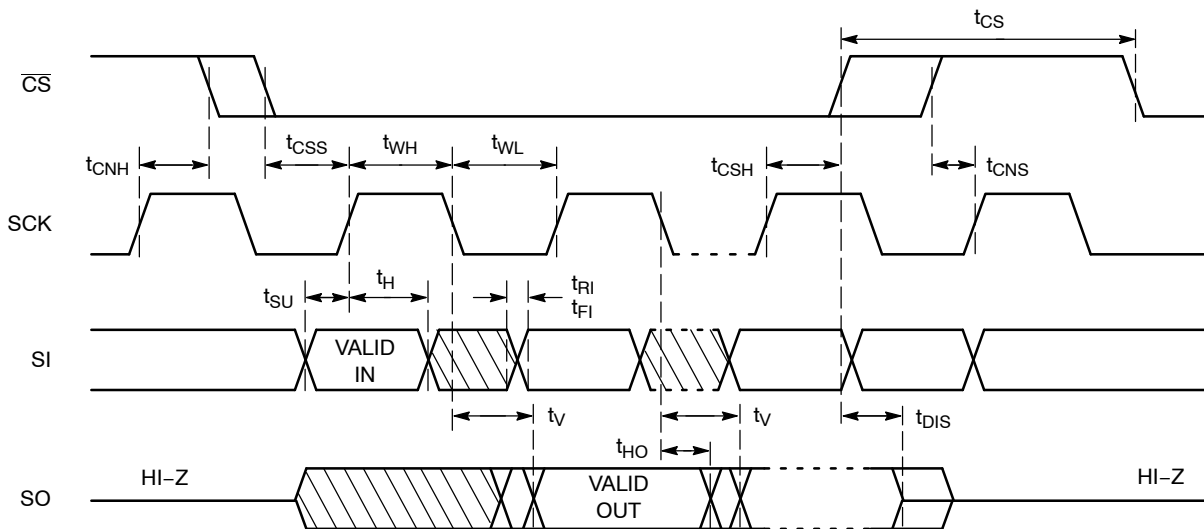 tCS
CS
tCNH
tCSS
tWH
tWL
tCSH
tCNS
SCK
tSU
tH
tRI
tFI
SI
VALID
IN
tV
tV
tDIS
tHO
SO
HI–Z
VALID
OUT
HI–Z